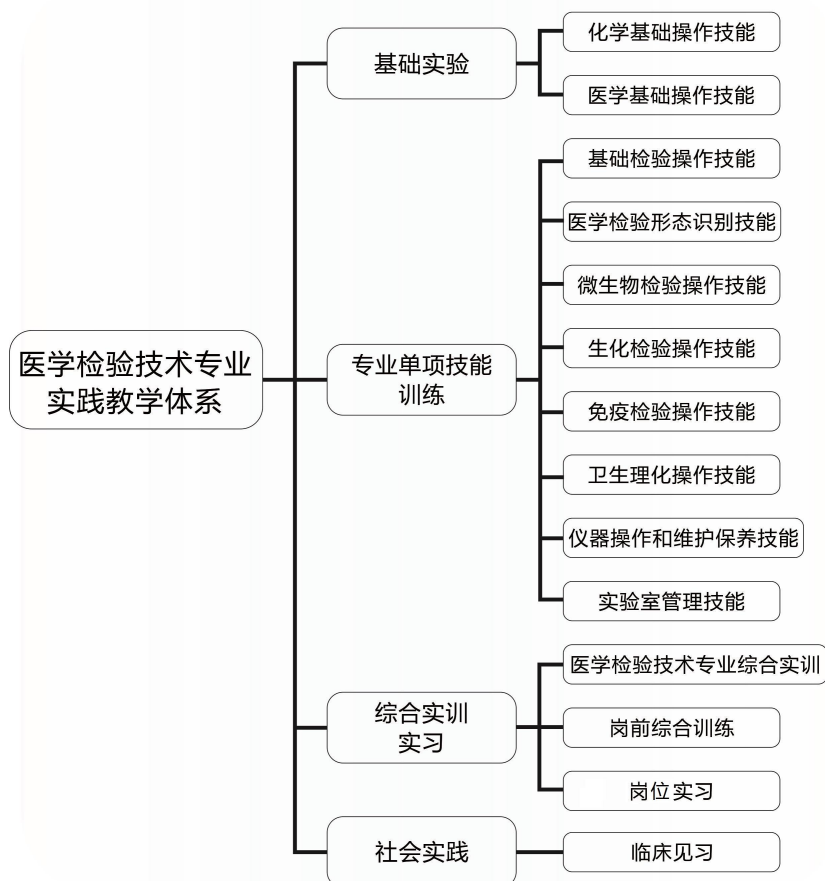 医学检验技术专业
实践教学体系
基础实验
化学基础操作技能
医学基础操作技能
专业单项技能
训练
基础检验操作技能
医学检验形态识别技能
微生物检验操作技能
生化检验操作技能
免疫检验操作技能
卫生理化操作技能
仪器操作和维护保养技能
实验室管理技能
综合实训
实习
医学检验技术专业综合实训
岗前综合训练
岗位实习
社会实践
临床见习